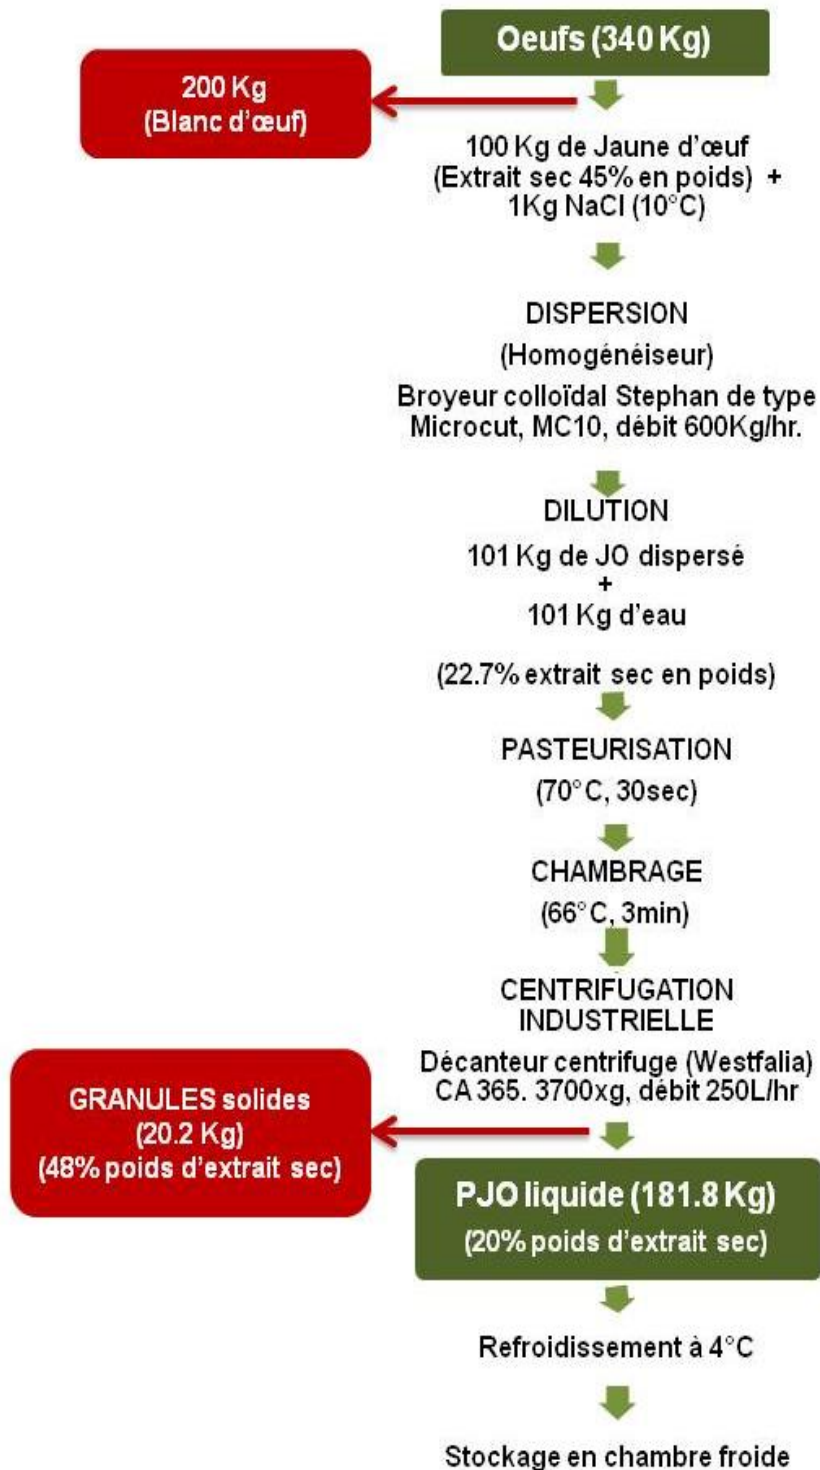 Oeufs (340 Kg)
200 Kg
(Blanc d'œuf)
100 Kg de Jaune d'œuf
(Extrait sec 45% en poids) +
1Kg NaCl (10°C)
DISPERSION
(Homogénéiseur)
Broyeur colloïdal Stephan de type
Microcut, MC10, débit 600Kg/hr.
DILUTION
101 Kg de JO dispersé
+
101 Kg d'eau
(22.7% extrait sec en poids)
PASTEURISATION
(70°C, 30sec)
CHAMBRAGE
(66°C, 3min)
CENTRIFUGATION
INDUSTRIELLE
Décanteur centrifuge (Westfalia)
CA 365. 3700xg, débit 250L/hr
GRANULES solides
(20.2 Kg)
(48% poids d'extrait sec)
PJO liquide (181.8 Kg)
(20% poids d'extrait sec)
Refroidissement à 4°C
Stockage en chambre froide